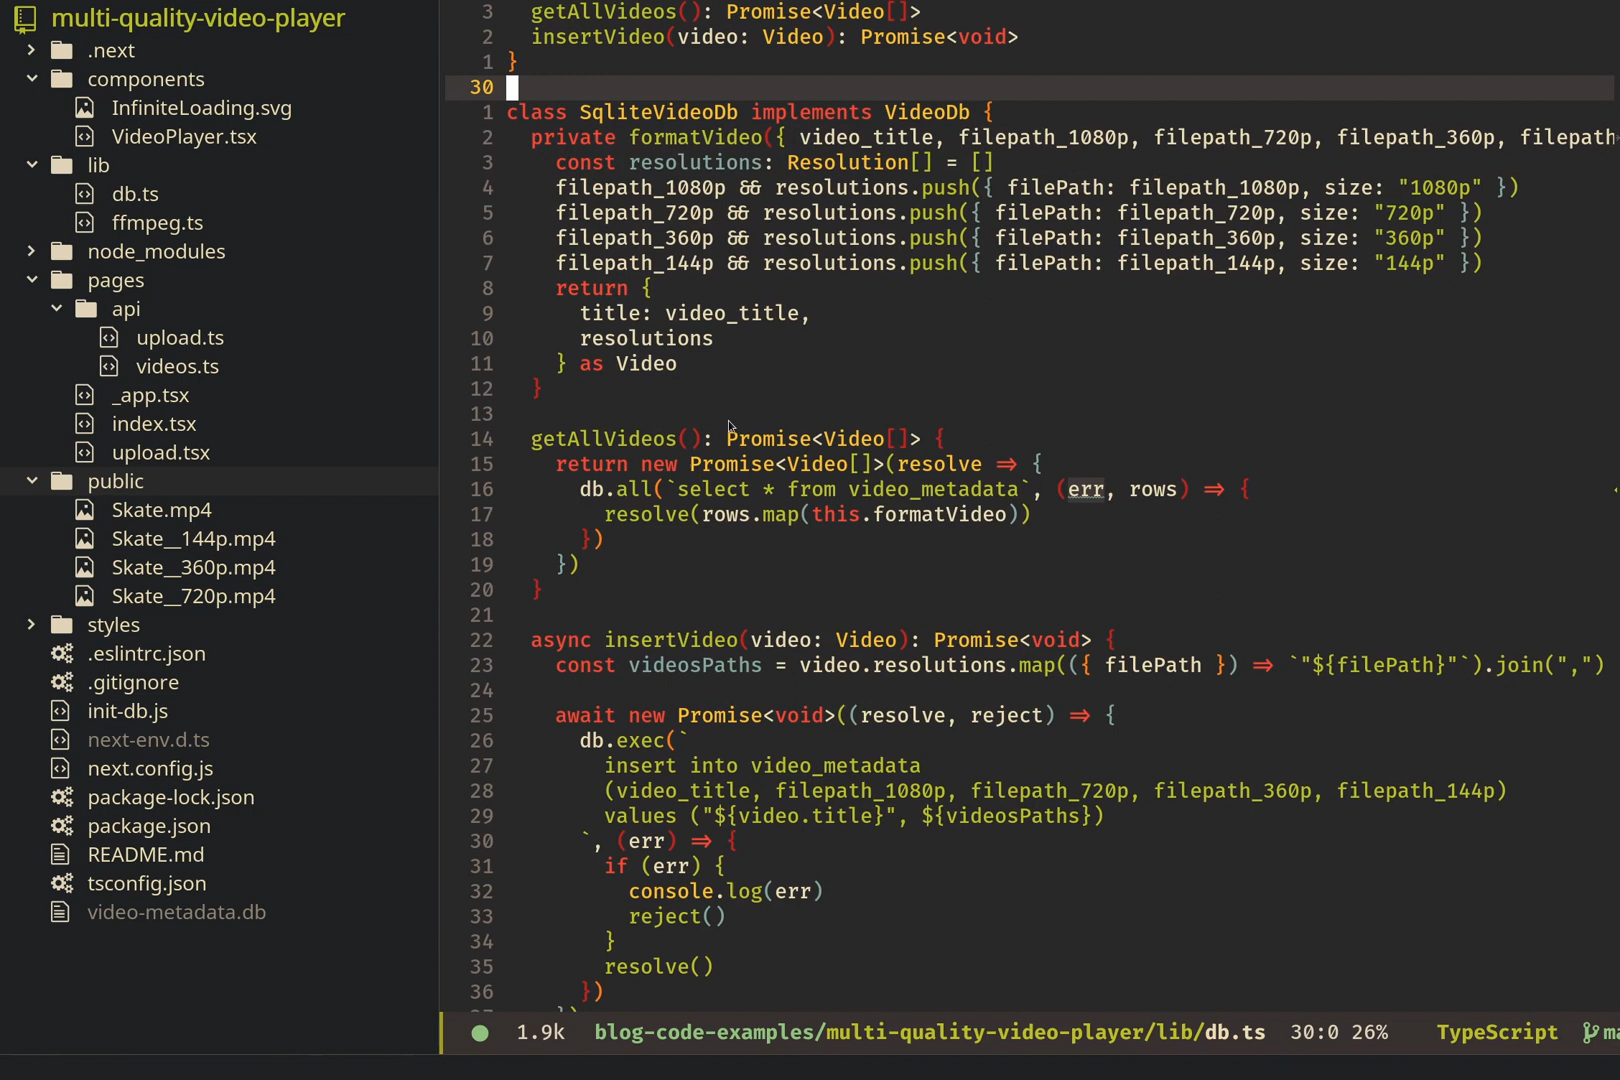 multi-quality-video-player
.next
components
InfiniteLoading.svg
VideoPlayer.tsx
lib
db.ts
ffmpeg.ts
node_modules
pages
api
upload.ts
videos.ts
_app.tsx
index.tsx
upload.tsx
public
Skate.mp4
Skate__144p.mp4
Skate__360p.mp4
Skate__720p.mp4
styles
.eslintrc.json
.gitignore
init-db.js
next-env.d.ts
next.config.js
package-lock.json
package.json
README.md
tsconfig.json
video-metadata.db
3 getAllVideos(): Promise<Video[]>
2 insertVideo(video: Video): Promise<void>
1 }
30
1 class SqliteVideoDb implements VideoDb {
2 private formatVideo({ video_title, filepath_1080p, filepath_720p, filepath_360p, filepath
3 const resolutions: Resolution[] = []
4 filepath_1080p && resolutions.push({ filePath: filepath_1080p, size: "1080p" })
5 filepath_720p && resolutions.push({ filePath: filepath_720p, size: "720p" })
6 filepath_360p && resolutions.push({ filePath: filepath_360p, size: "360p" })
7 filepath_144p && resolutions.push({ filePath: filepath_144p, size: "144p" })
8 return {
9 title: video_title,
10 resolutions
11 } as Video
12 }
13
14 getAllVideos(): Promise<Video[]> {
15 return new Promise<Video[]>(resolve => {
16 db.all(`select * from video_metadata`, (err, rows) => {
17 resolve(rows.map(this.formatVideo))
18 })
19 })
20 }
21
22 async insertVideo(video: Video): Promise<void> {
23 const videosPaths = video.resolutions.map(({ filePath }) => `"${filePath}"`).join(",")
24
25 await new Promise<void>((resolve, reject) => {
26 db.exec(`
27 insert into video_metadata
28 (video_title, filepath_1080p, filepath_720p, filepath_360p, filepath_144p)
29 values ("${video.title}", ${videosPaths})
30 `, (err) => {
31 if (err) {
32 console.log(err)
33 reject()
34 }
35 resolve()
36 })
1.9k blog-code-examples/multi-quality-video-player/lib/db.ts 30:0 26% TypeScript